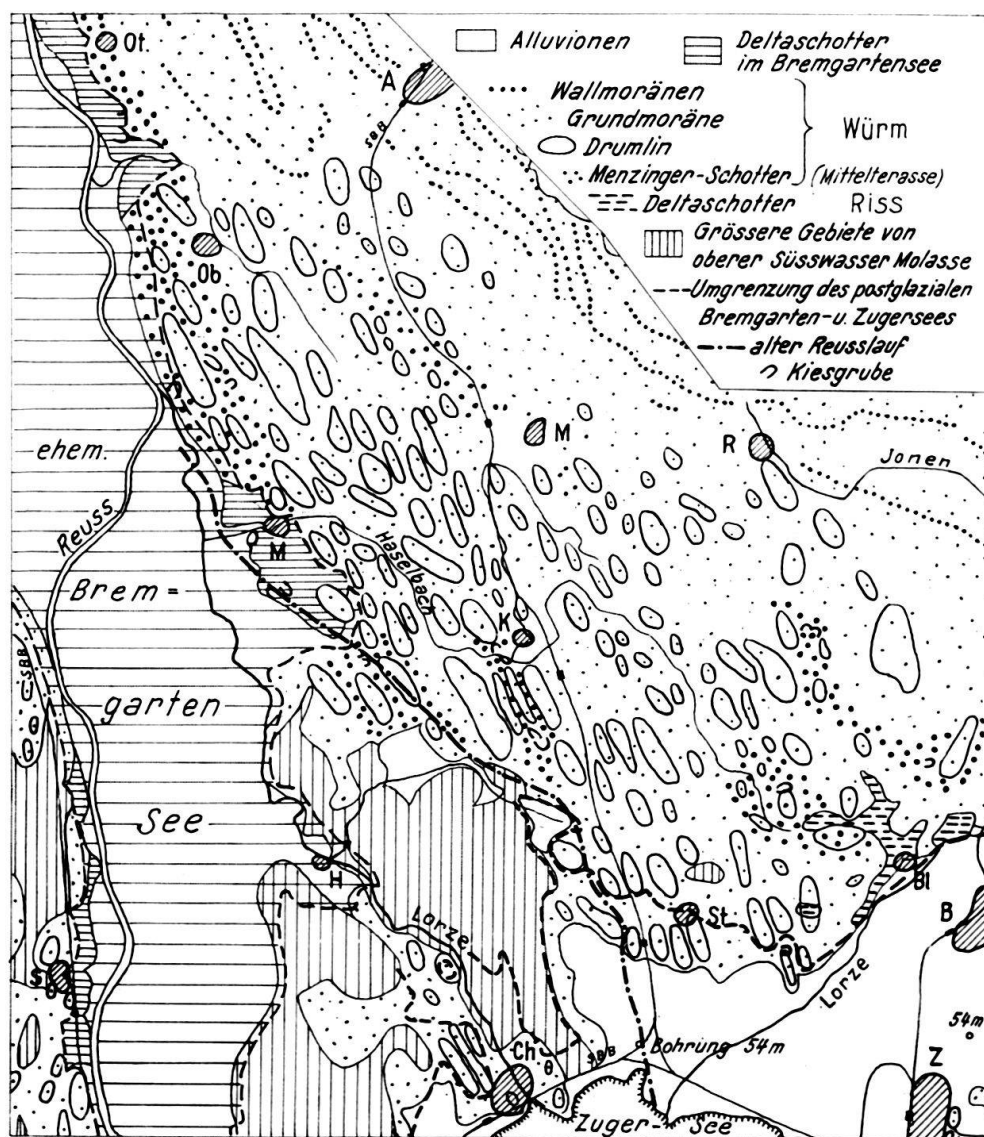 Alluvionen
Deltaschotter
im Bremgartensee
Wallmoränen
Grundmoräne
Drumlin
Würm
Menzinger-Schotter (Mittelterasse)
Deltaschotter Riss
Grössere Gebiete von
oberer Süsswasser Molasse
Umgrenzung des postglazialen
Bremgarten-u. Zugersees
alter Reusslauf
Kiesgrube
Ot.
A
SBB
Ob
M
R
Jonen
ehem.
Reuss
M
Haselbach
Brem=
K
SBB
garten
See
H
Lorze
St.
Bl
B
S
Lorze
54m
Ch
SBB
Bohrung 54m
Z
Zuger-See